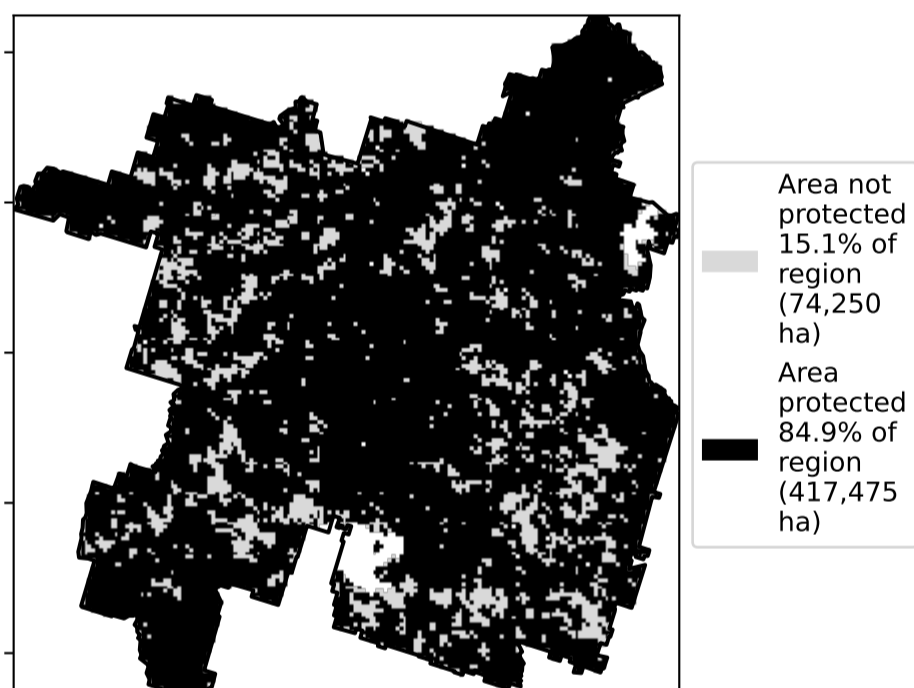 Area not
protected
15.1% of
region
(74,250
ha)
Area
protected
84.9% of
region
(417,475
ha)